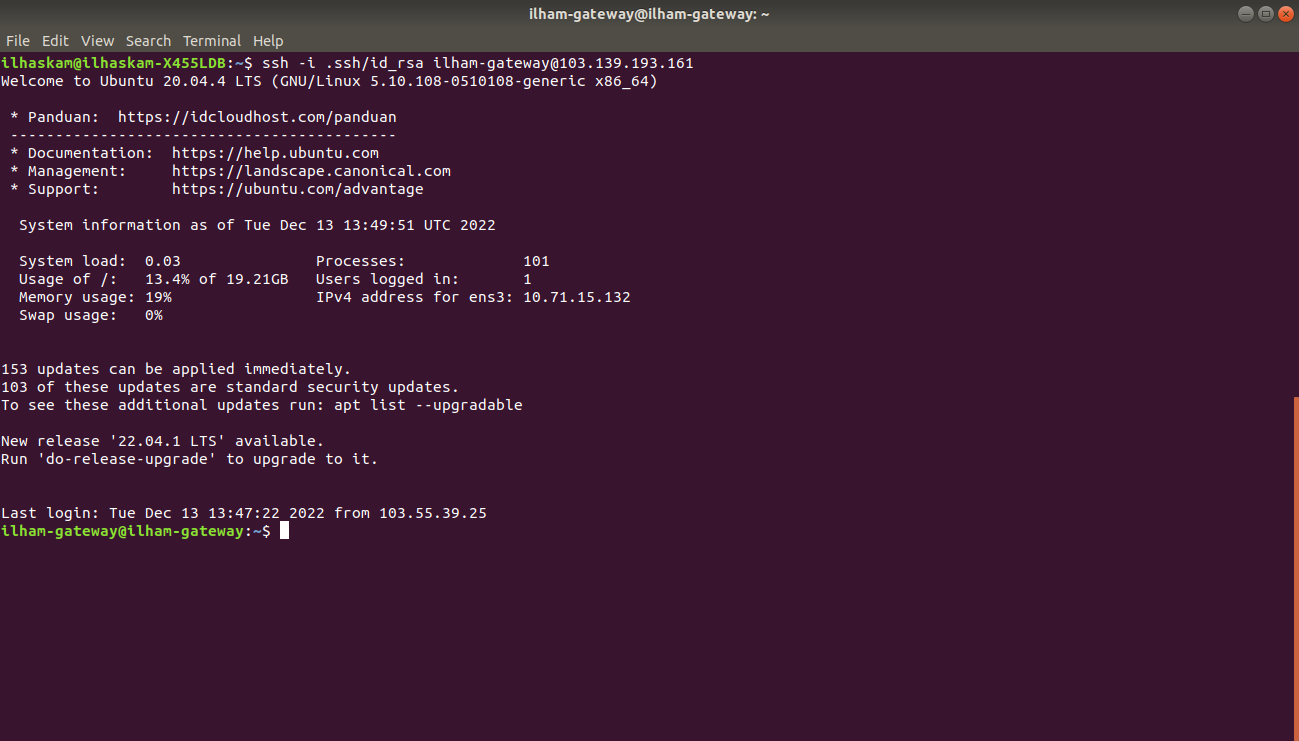 ilham-gateway@ilham-gateway: ~
File Edit View Search Terminal Help
ilhaskam@ilhaskam-X455LDB:~$ ssh -i .ssh/id_rsa ilham-gateway@103.139.193.161
Welcome to Ubuntu 20.04.4 LTS (GNU/Linux 5.10.108-0510108-generic x86_64)
* Panduan:  https://idcloudhost.com/panduan
-------------------------------------------
* Documentation:  https://help.ubuntu.com
* Management:     https://landscape.canonical.com
* Support:        https://ubuntu.com/advantage
System information as of Tue Dec 13 13:49:51 UTC 2022
System load:  0.03               Processes:             101
Usage of /:   13.4% of 19.21GB   Users logged in:       1
Memory usage: 19%                IPv4 address for ens3: 10.71.15.132
Swap usage:   0%
153 updates can be applied immediately.
103 of these updates are standard security updates.
To see these additional updates run: apt list --upgradable
New release '22.04.1 LTS' available.
Run 'do-release-upgrade' to upgrade to it.
Last login: Tue Dec 13 13:47:22 2022 from 103.55.39.25
ilham-gateway@ilham-gateway:~$